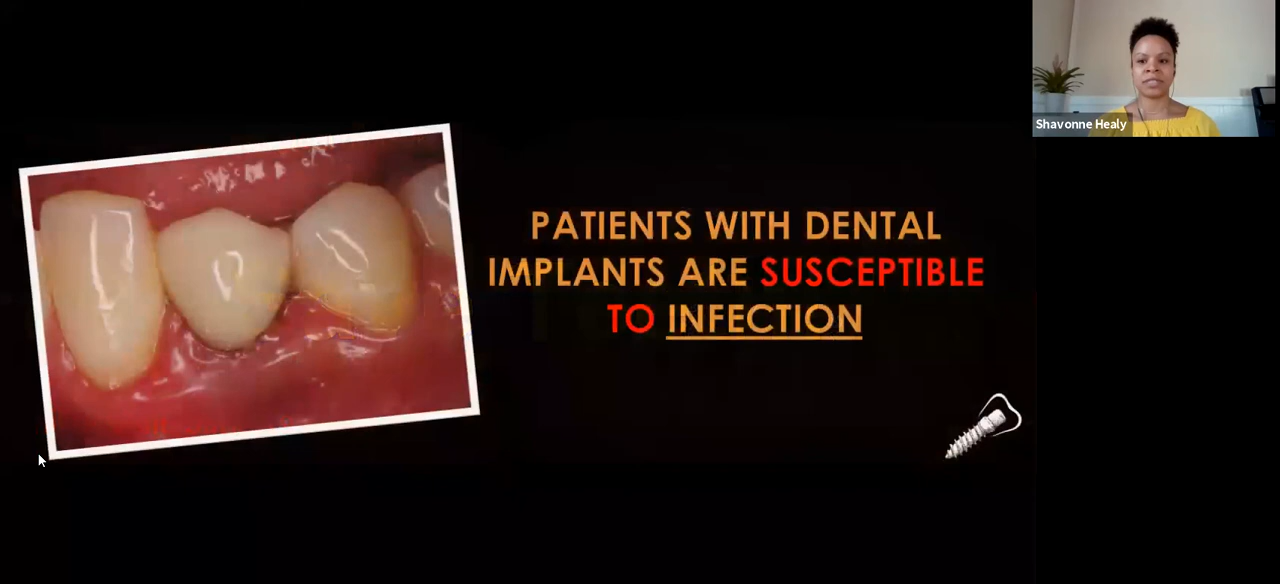 PATIENTS WITH DENTAL
IMPLANTS ARE SUSCEPTIBLE
TO INFECTION
Shavonne Healy